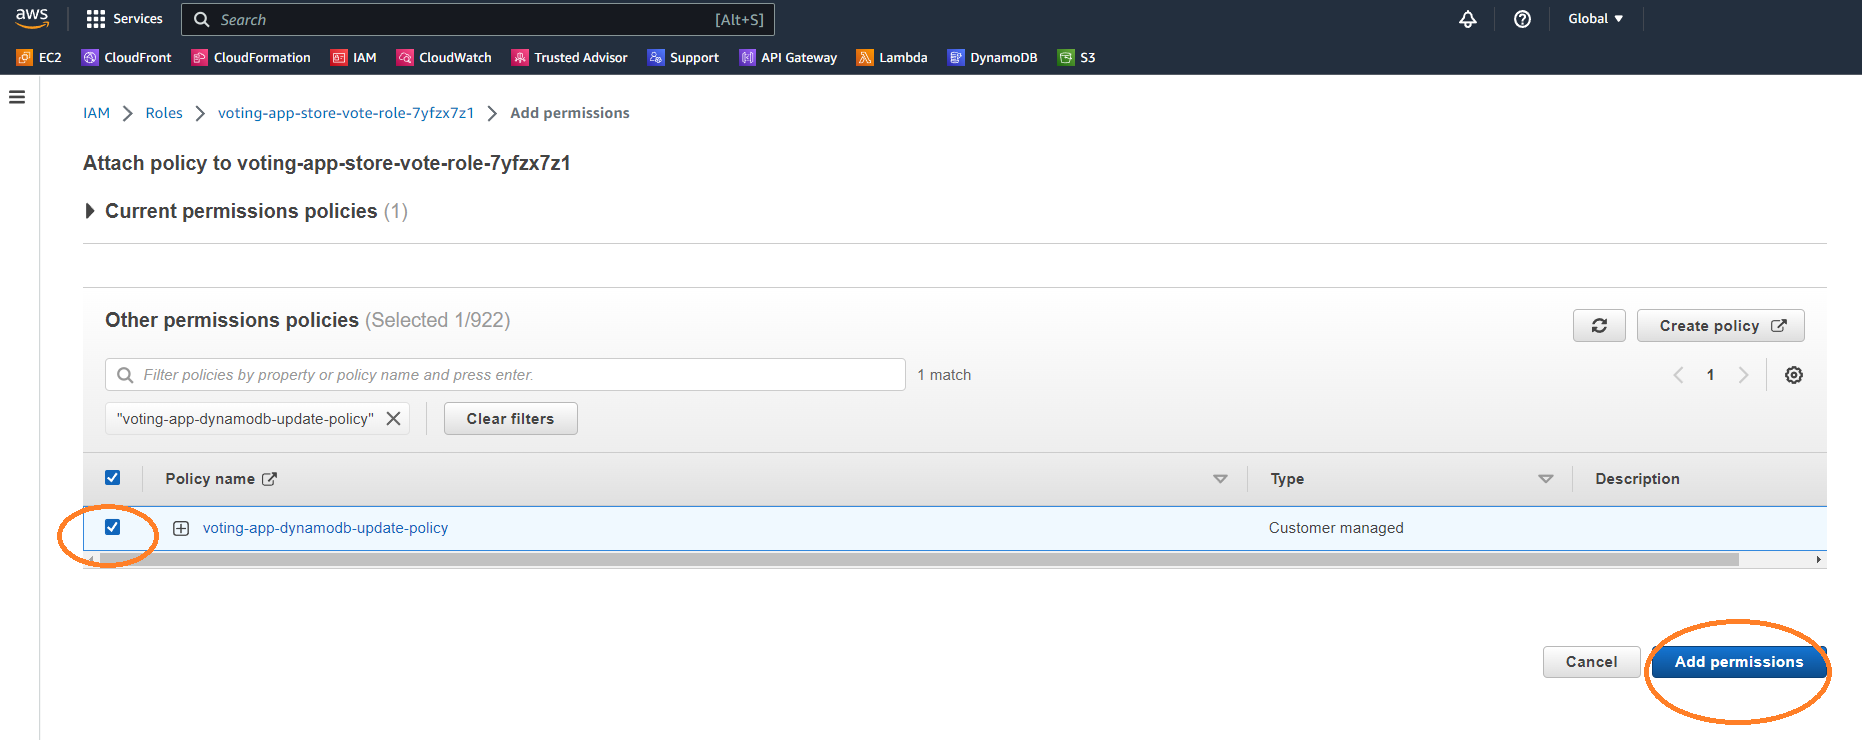 aws Services Search [Alt+S] Global
EC2 CloudFront CloudFormation IAM CloudWatch Trusted Advisor Support API Gateway Lambda DynamoDB S3
IAM Roles voting-app-store-vote-role-7yfzx7z1 Add permissions
Attach policy to voting-app-store-vote-role-7yfzx7z1
Current permissions policies (1)
Other permissions policies (Selected 1/922)
Create policy
Filter policies by property or policy name and press enter. 1 match 1
"voting-app-dynamodb-update-policy" Clear filters
Policy name Type Description
voting-app-dynamodb-update-policy Customer managed
Cancel Add permissions